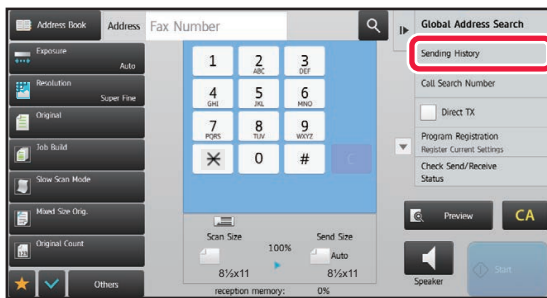 Address Book
Address
Fax Number
Global Address Search
Exposure
Auto
Resolution
Super Fine
Original
Job Build
Slow Scan Mode
Mixed Size Orig.
Original Count
Others
1
2
ABC
3
DEF
4
GHI
5
JKL
6
MNO
7
PQRS
8
TUV
9
WXYZ
0
#
C
Scan Size
100%
Send Size
Auto
8½x11
8½x11
reception memory: 0%
Sending History
Call Search Number
Direct TX
Program Registration
Register Current Settings
Check Send/Receive
Status
Preview
CA
Speaker
Start